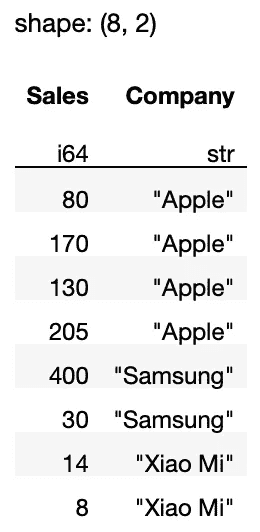 shape: (8, 2)
Sales Company
i64 str
80 "Apple"
170 "Apple"
130 "Apple"
205 "Apple"
400 "Samsung"
30 "Samsung"
14 "Xiao Mi"
8 "Xiao Mi"